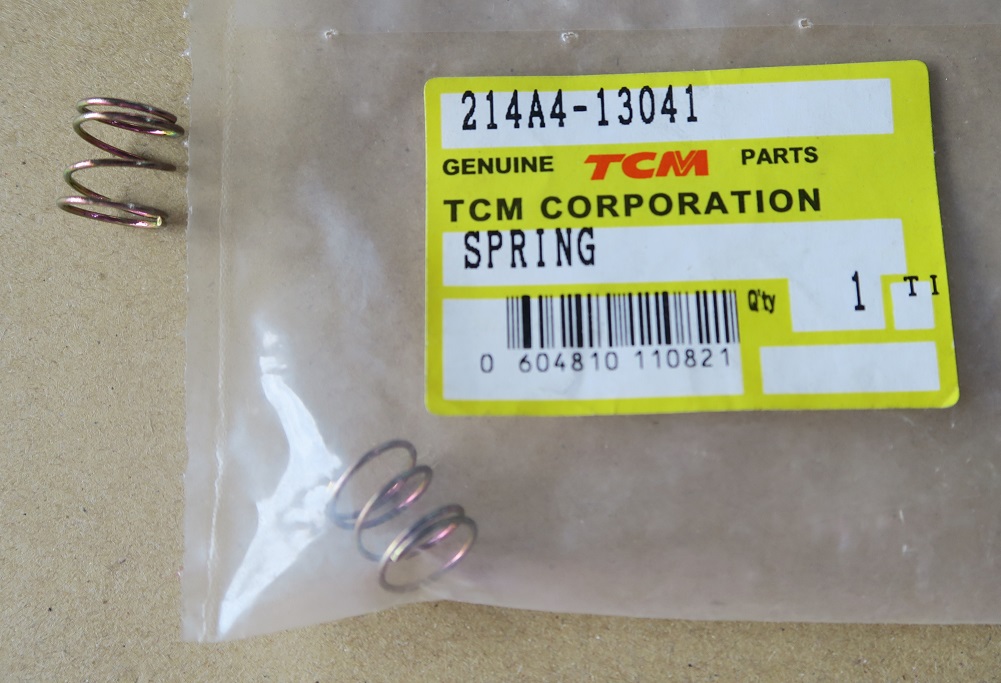 214A4-13041
GENUINE TCM PARTS
TCM CORPORATION
SPRING
Q'ty 1 TI
0 604810 110821